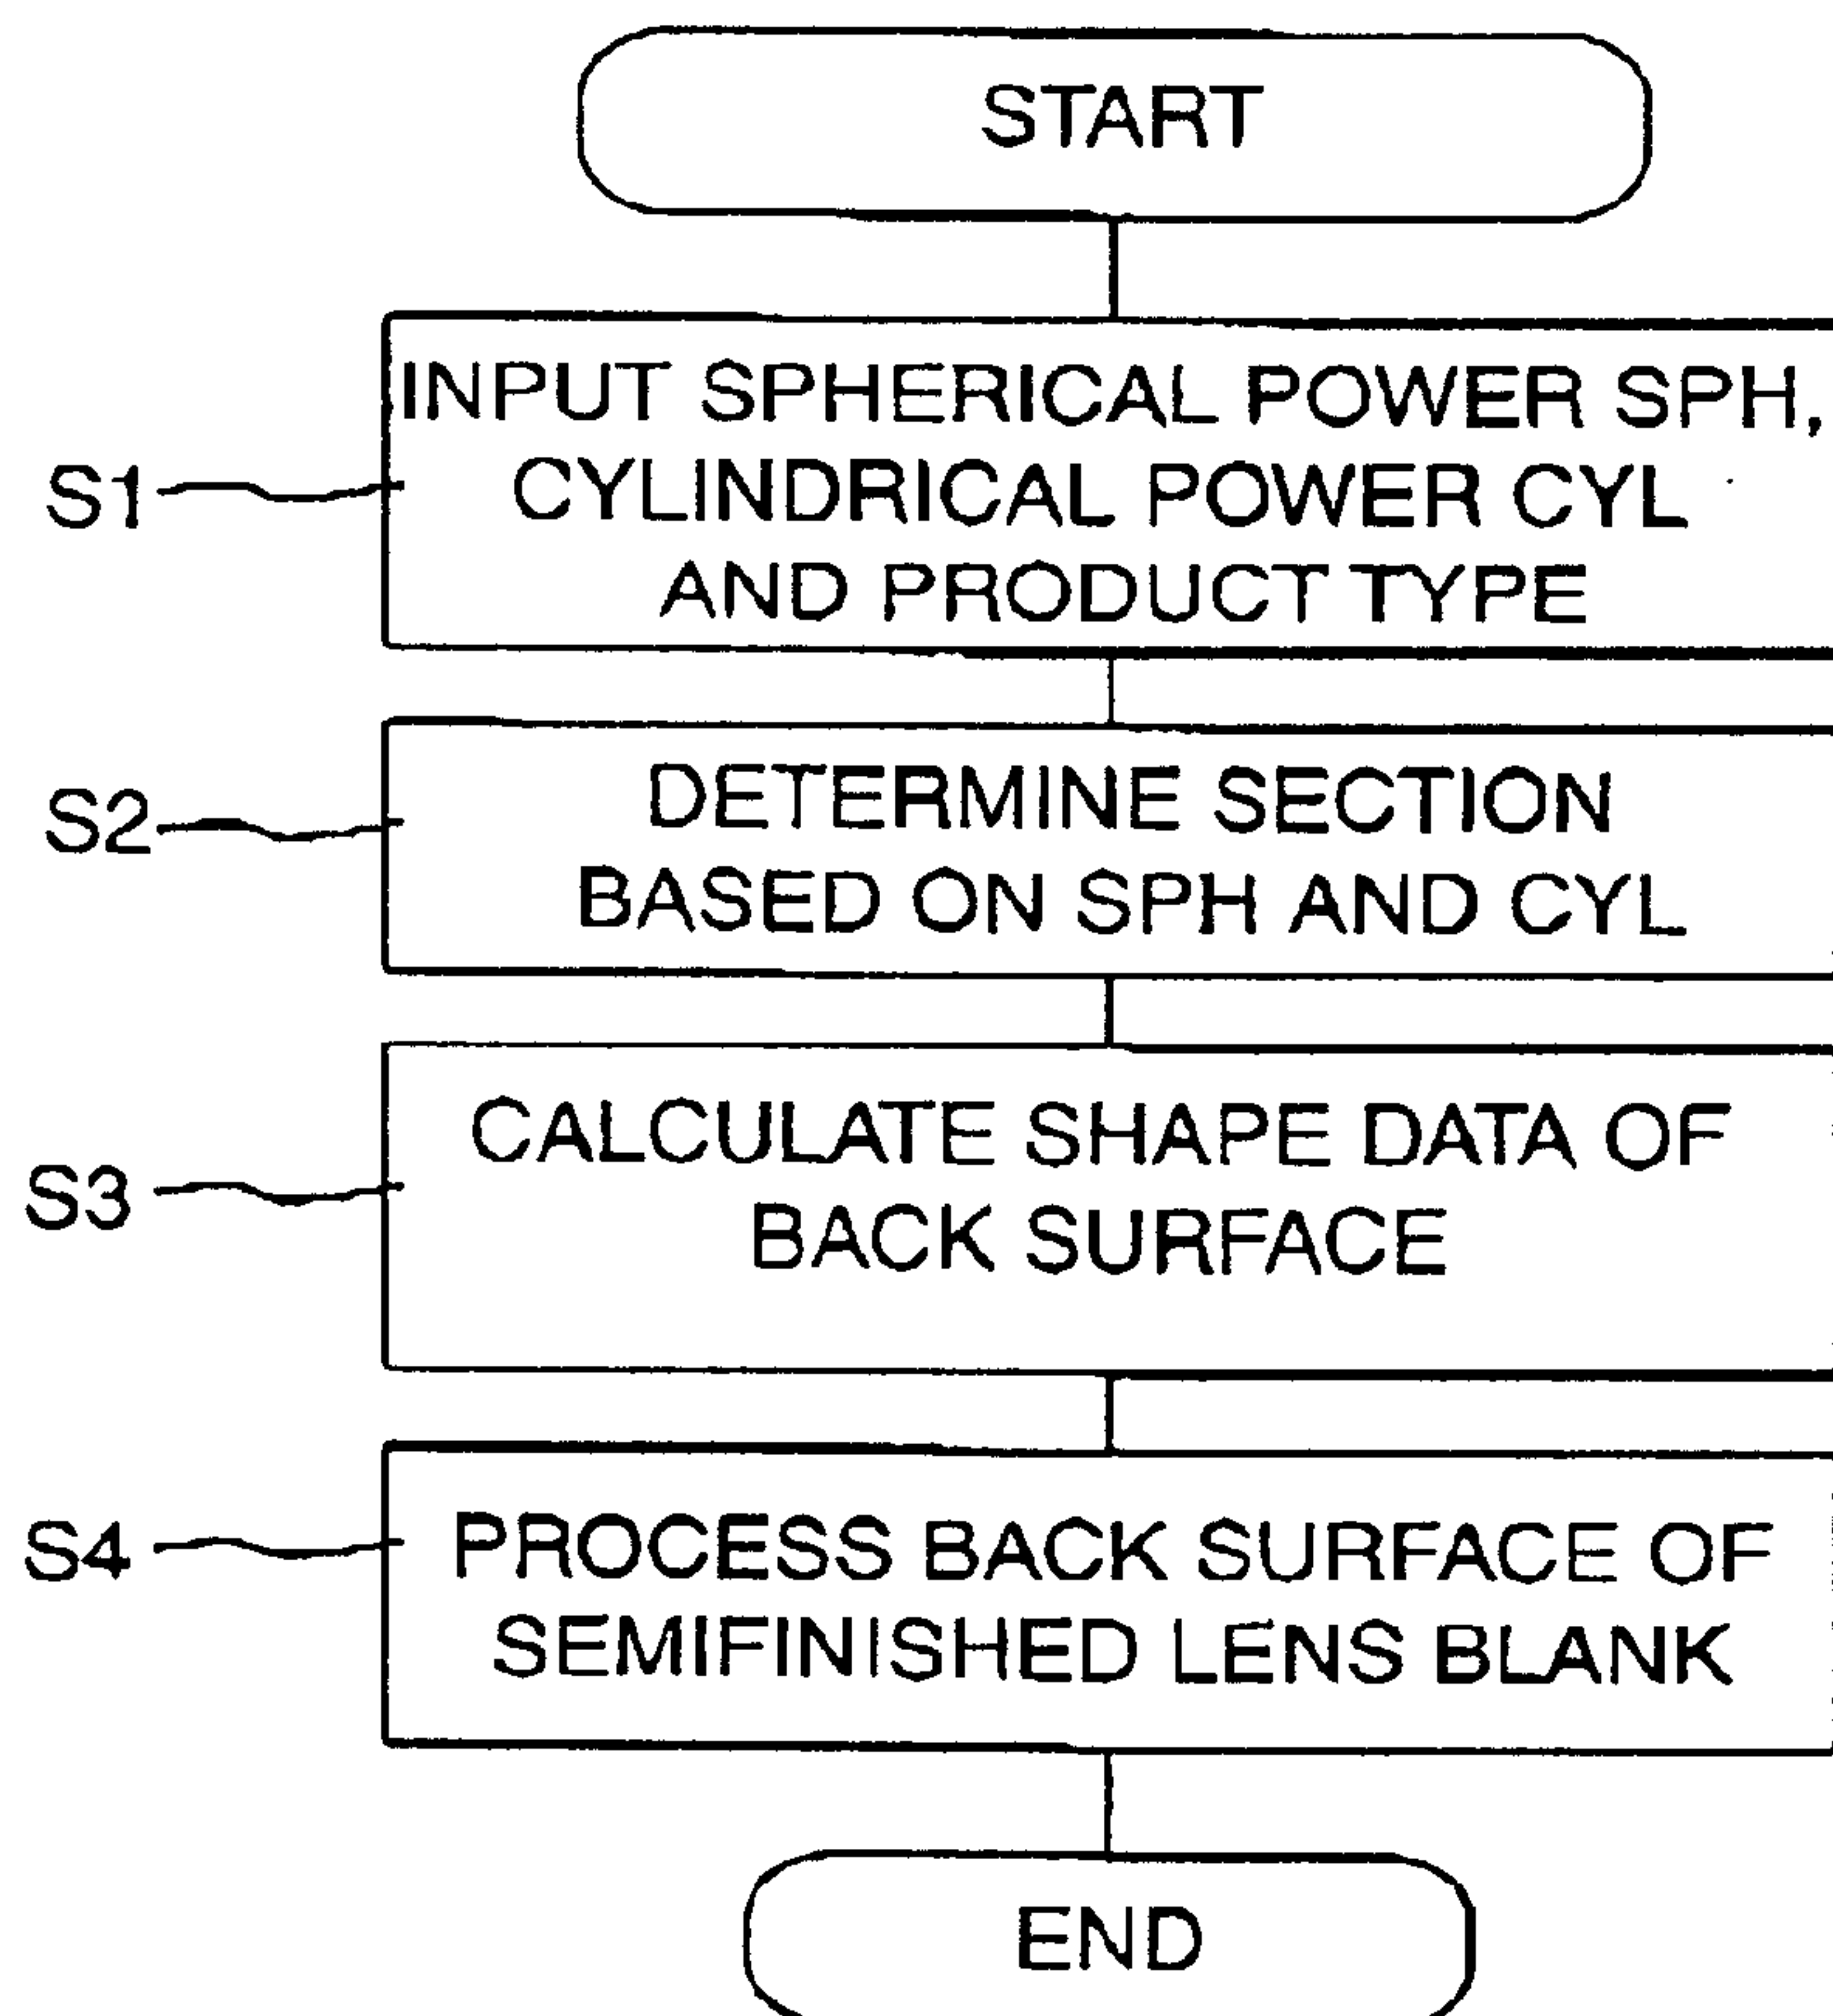 START
INPUT SPHERICAL POWER SPH,
S1
CYLINDRICAL POWER CYL
AND PRODUCT TYPE
S2
DETERMINE SECTION
BASED ON SPH AND CYL
S3
CALCULATE SHAPE DATA OF
BACK SURFACE
S4
PROCESS BACK SURFACE OF
SEMIFINISHED LENS BLANK
END